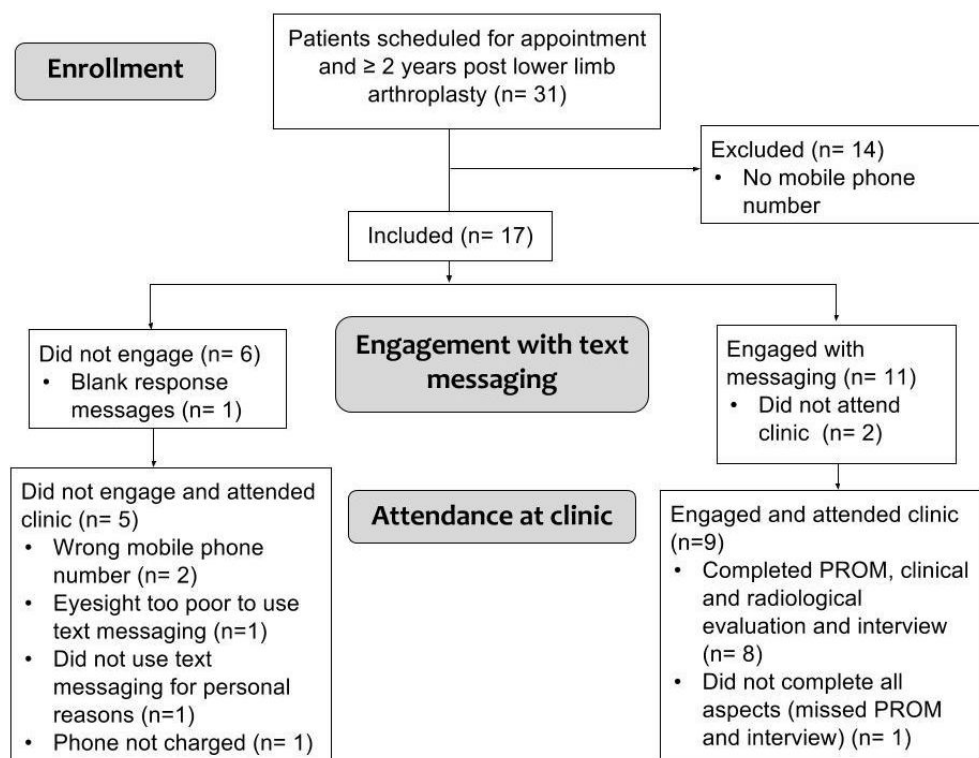 Enrollment
Patients scheduled for appointment
and ≥ 2 years post lower limb
arthroplasty (n= 31)
Excluded (n= 14)
• No mobile phone
number
Included (n= 17)
Did not engage (n= 6)
• Blank response
messages (n= 1)
Engagement with text
messaging
Engaged with
messaging (n= 11)
• Did not attend
clinic (n= 2)
Did not engage and attended
clinic (n= 5)
• Wrong mobile phone
number (n= 2)
• Eyesight too poor to use
text messaging (n=1)
• Did not use text
messaging for personal
reasons (n=1)
• Phone not charged (n= 1)
Attendance at clinic
Engaged and attended clinic
(n=9)
• Completed PROM, clinical
and radiological
evaluation and interview
(n= 8)
• Did not complete all
aspects (missed PROM
and interview) (n= 1)